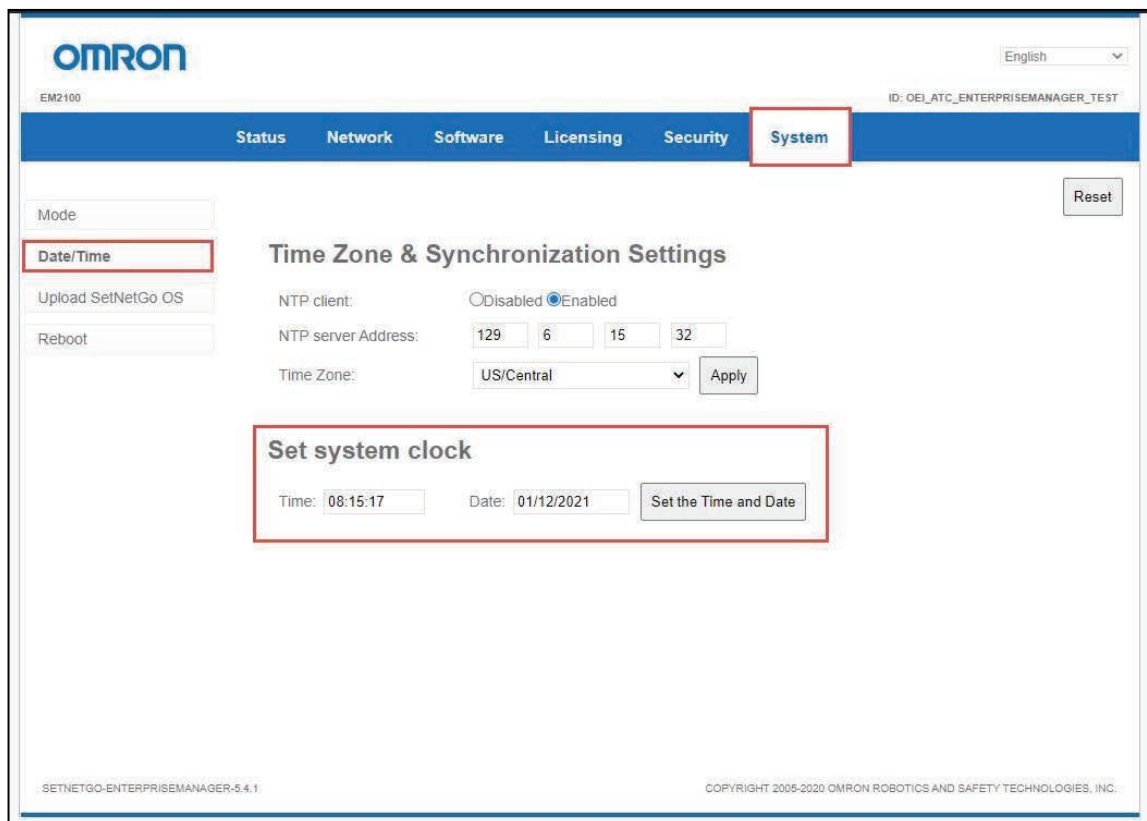 OMRON
English
EM2100
ID: OEI_ATC_ENTERPRISEMANAGER_TEST
Status Network Software Licensing Security System
Reset
Mode
Date/Time
Upload SetNetGo OS
Reboot
Time Zone & Synchronization Settings
NTP client: Disabled Enabled
NTP server Address: 129 6 15 32
Time Zone: US/Central Apply
Set system clock
Time: 08:15:17 Date: 01/12/2021 Set the Time and Date
SETNETGO-ENTERPRISEMANAGER-5.4.1
COPYRIGHT 2005-2020 OMRON ROBOTICS AND SAFETY TECHNOLOGIES, INC.